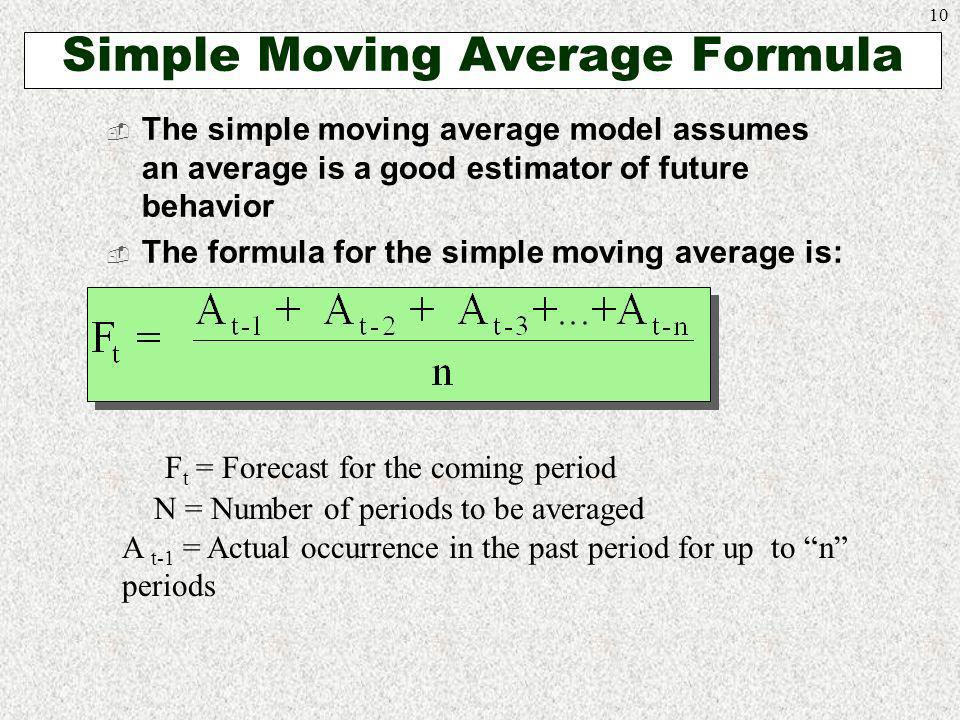 10
Simple Moving Average Formula
The simple moving average model assumes
an average is a good estimator of future
behavior
The formula for the simple moving average is:
F_t = (A_{t-1} + A_{t-2} + A_{t-3} +...+ A_{t-n}) / n
F_t = Forecast for the coming period
N = Number of periods to be averaged
A_{t-1} = Actual occurrence in the past period for up to “n”
periods